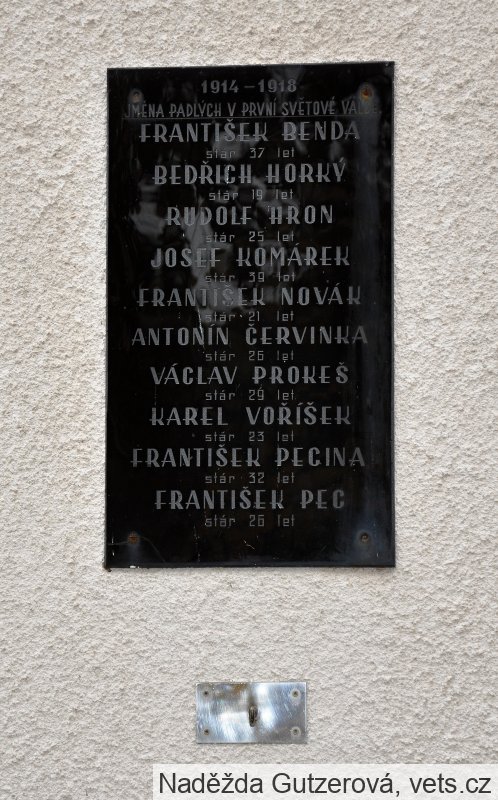 1914 - 1918
JMÉNA PADLÝCH V PRVNÍ SVĚTOVÉ VÁLCE
FRANTIŠEK BENDA
stár 37 let
BEDŘICH HORKÝ
stár 19 let
RUDOLF HRON
stár 25 let
JOSEF KOMÁREK
stár 39 let
FRANTIŠEK NOVÁK
stár 21 let
ANTONÍN ČERVINKA
stár 26 let
VÁCLAV PROKEŠ
stár 29 let
KAREL VOŘÍŠEK
stár 23 let
FRANTIŠEK PECINA
stár 32 let
FRANTIŠEK PEC
stár 26 let
Naděžda Gutzerová, vets.cz